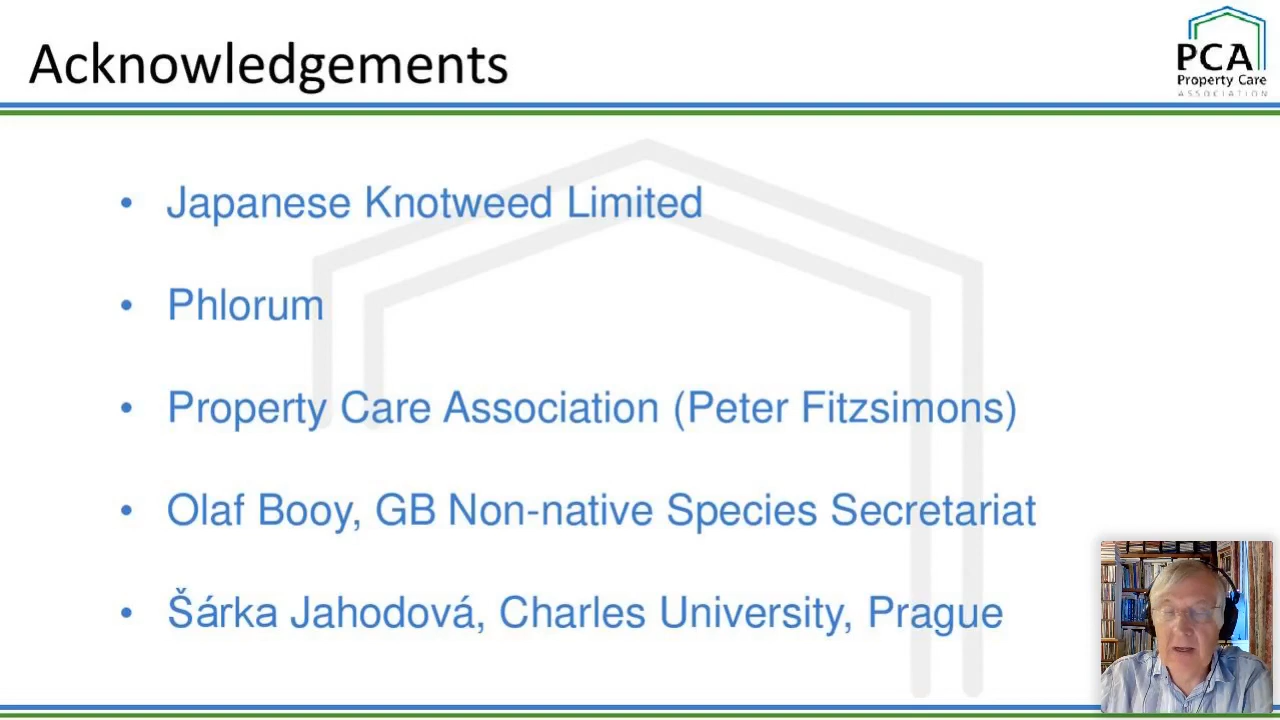 Acknowledgements
PCA
Property Care
ASSOCIATION
• Japanese Knotweed Limited
• Phlorum
• Property Care Association (Peter Fitzsimons)
• Olaf Booy, GB Non-native Species Secretariat
• Šárka Jahodová, Charles University, Prague